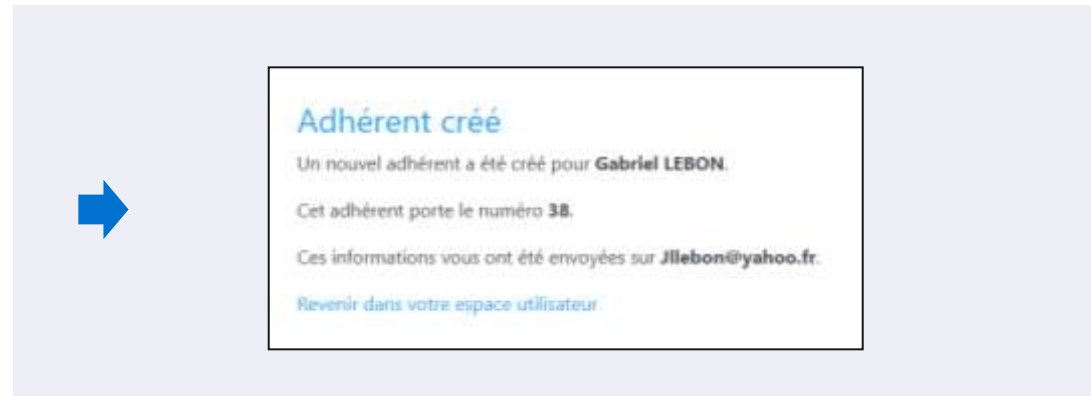 Adhérent créé
Un nouvel adhérent a été créé pour Gabriel LEBON.
Cet adhérent porte le numéro 38.
Ces informations vous ont été envoyées sur Jllebon@yahoo.fr.
Revenir dans votre espace utilisateur